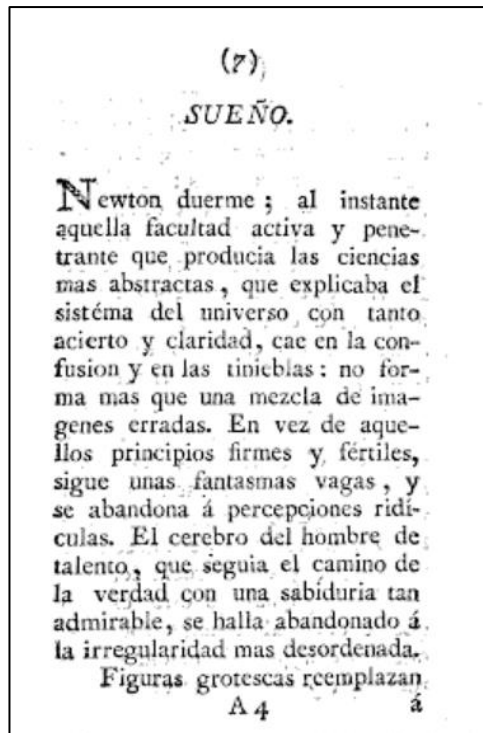 (7)
SUEÑO.
Newton duerme ; al instante
aquella facultad activa y pene-
trante que producia las ciencias
mas abstractas , que explicaba el
sistéma del universo con tanto
acierto y claridad, cae en la con-
fusion y en las tinieblas : no for-
ma mas que una mezcla de ima-
genes erradas. En vez de aque-
llos principios firmes y fértiles,
sigue unas fantasmas vagas , y
se abandona á percepciones ridí-
culas. El cerebro del hombre de
talento, que seguia el camino de
la verdad con una sabiduria tan
admirable, se halla abandonado á
la irregularidad mas desordenada.
Figuras grotescas reemplazan
A 4 á